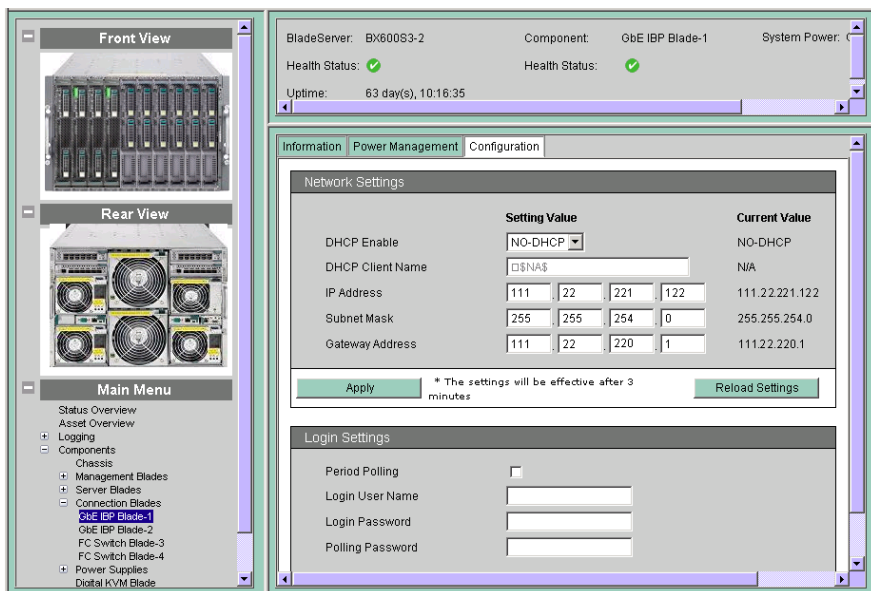 Front View
Rear View
Main Menu
Status Overview
Asset Overview
Logging
Components
Chassis
Management Blades
Server Blades
Connection Blades
GbE IBP Blade-1
GbE IBP Blade-2
FC Switch Blade-3
FC Switch Blade-4
Power Supplies
Digital KVM Blade
BladeServer: BX600S3-2 Component: GbE IBP Blade-1 System Power:
Health Status: Health Status:
Uptime: 63 day(s), 10:16:35
Information Power Management Configuration
Network Settings
Setting Value Current Value
DHCP Enable NO-DHCP NO-DHCP
DHCP Client Name □$NA$ N/A
IP Address 111 . 22 . 221 . 122 111.22.221.122
Subnet Mask 255 . 255 . 254 . 0 255.255.254.0
Gateway Address 111 . 22 . 220 . 1 111.22.220.1
Apply * The settings will be effective after 3 minutes Reload Settings
Login Settings
Period Polling
Login User Name
Login Password
Polling Password